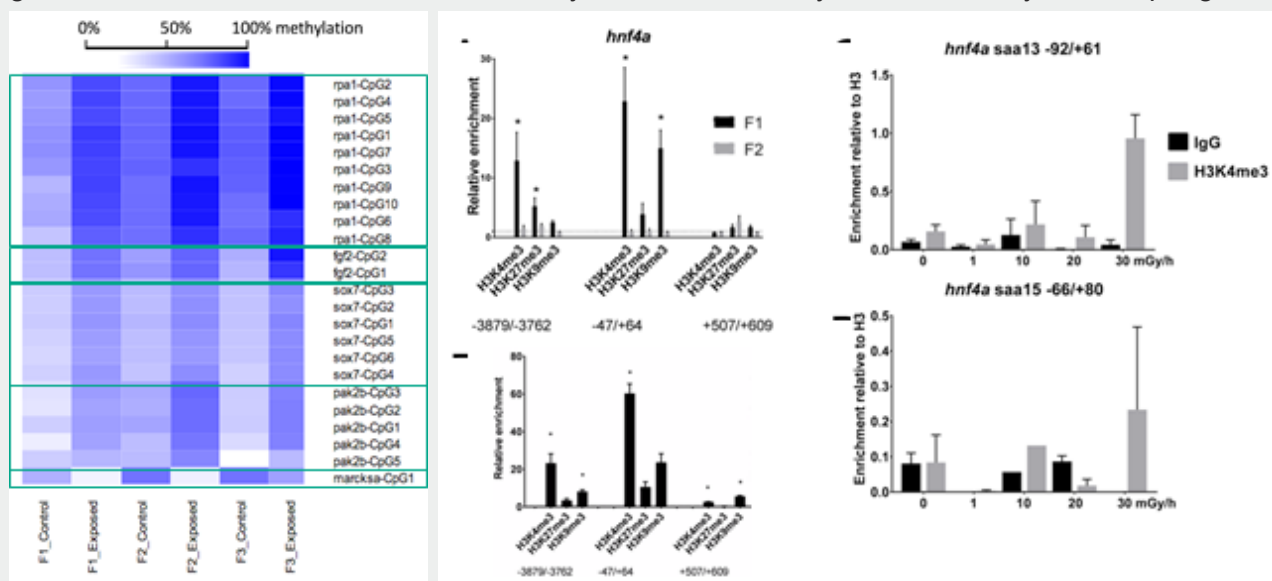 0% 50% 100% methylation
rpa1-CpG2
rpa1-CpG4
rpa1-CpG5
rpa1-CpG1
rpa1-CpG7
rpa1-CpG3
rpa1-CpG9
rpa1-CpG10
rpa1-CpG6
rpa1-CpG8
fgf2-CpG2
fgf2-CpG1
sox7-CpG3
sox7-CpG2
sox7-CpG1
sox7-CpG5
sox7-CpG6
sox7-CpG4
pak2b-CpG3
pak2b-CpG2
pak2b-CpG1
pak2b-CpG4
pak2b-CpG5
marcksa-CpG1
F1_Control
F1_Exposed
F2_Control
F2_Exposed
F3_Control
F3_Exposed
hnf4a
Relative enrichment
30
20
10
0
F1
F2
H3K4me3 H3K27me3 H3K9me3 H3K4me3 H3K27me3 H3K9me3 H3K4me3 H3K27me3 H3K9me3
-3879/-3762 -47/+64 +507/+609
Relative enrichment
80
60
40
20
0
H3K4me3 H3K27me3 H3K9me3 H3K4me3 H3K27me3 H3K9me3 H3K4me3 H3K27me3 H3K9me3
-3879/-3762 -47/+64 +507/+609
hnf4a saa13 -92/+61
Enrichment relative to H3
1.5
1.0
0.5
0.0
IgG
H3K4me3
0 1 10 20 30 mGy/h
hnf4a saa15 -66/+80
Enrichment relative to H3
0.5
0.4
0.3
0.2
0.1
0.0
0 1 10 20 30 mGy/h